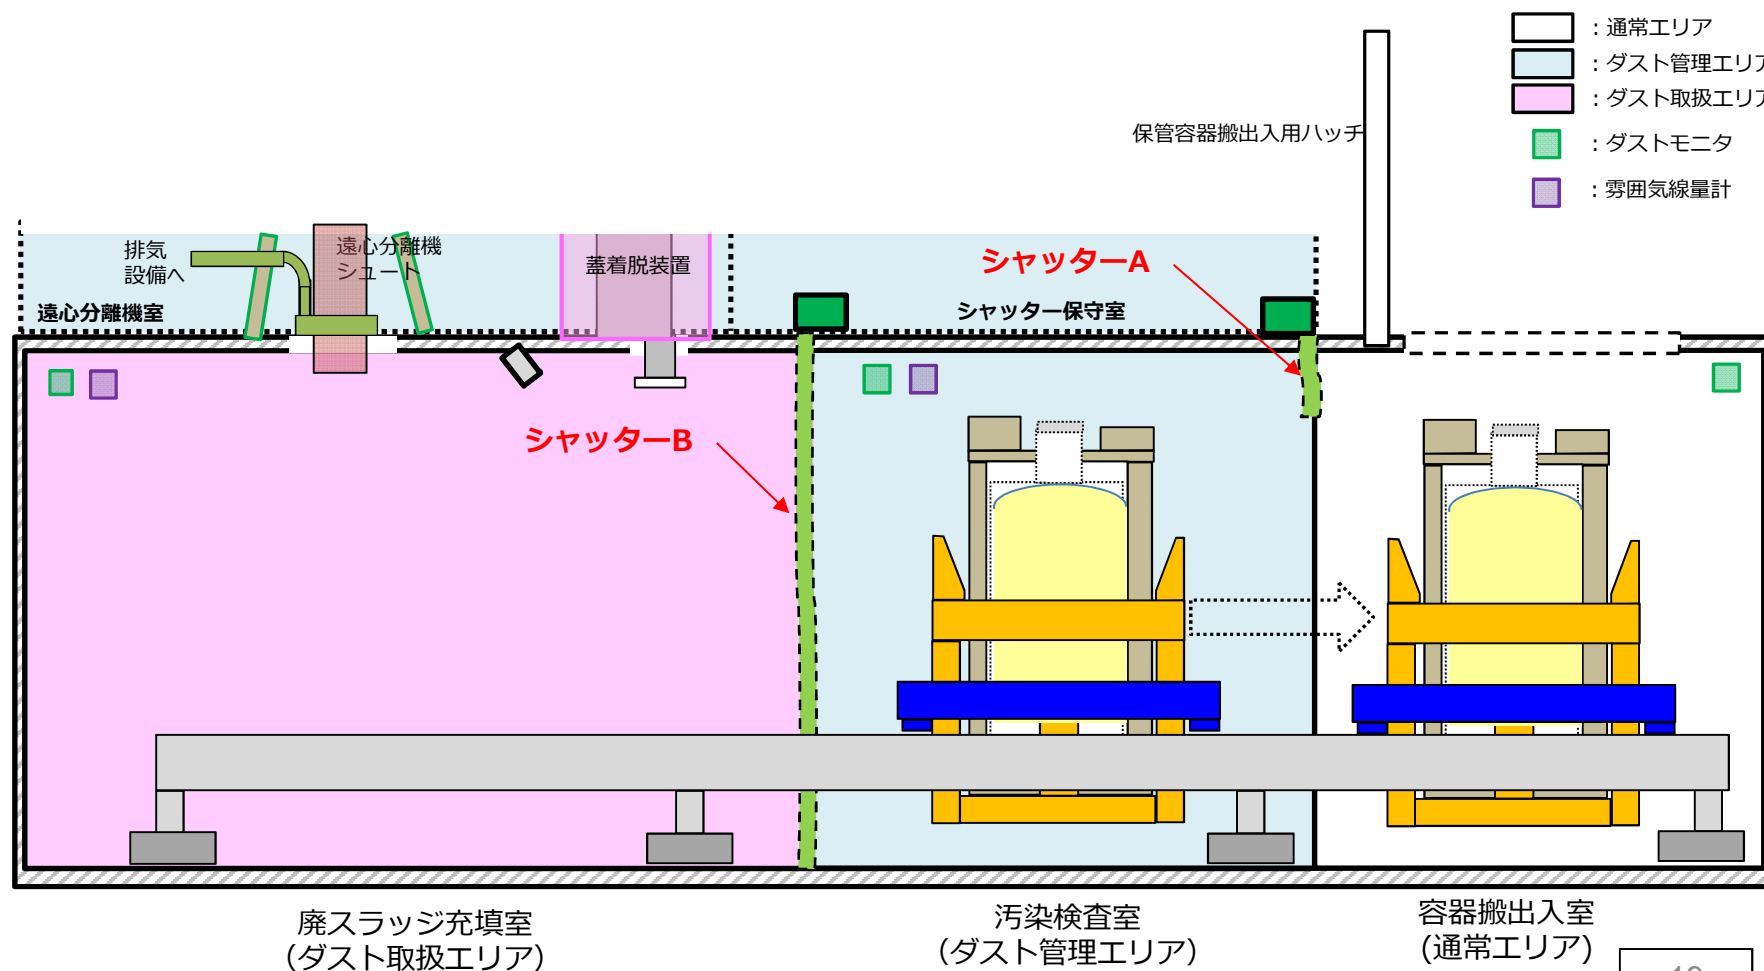 ：通常エリア
：ダスト管理エリア
：ダスト取扱エリア
：ダストモニタ
：雰囲気線量計
保管容器搬出入用ハッチ
排気
設備へ
遠心分離機
シュート
蓋着脱装置
シャッターA
遠心分離機室
シャッター保守室
シャッターB
廃スラッジ充填室
（ダスト取扱エリア）
汚染検査室
（ダスト管理エリア）
容器搬出入室
(通常エリア)